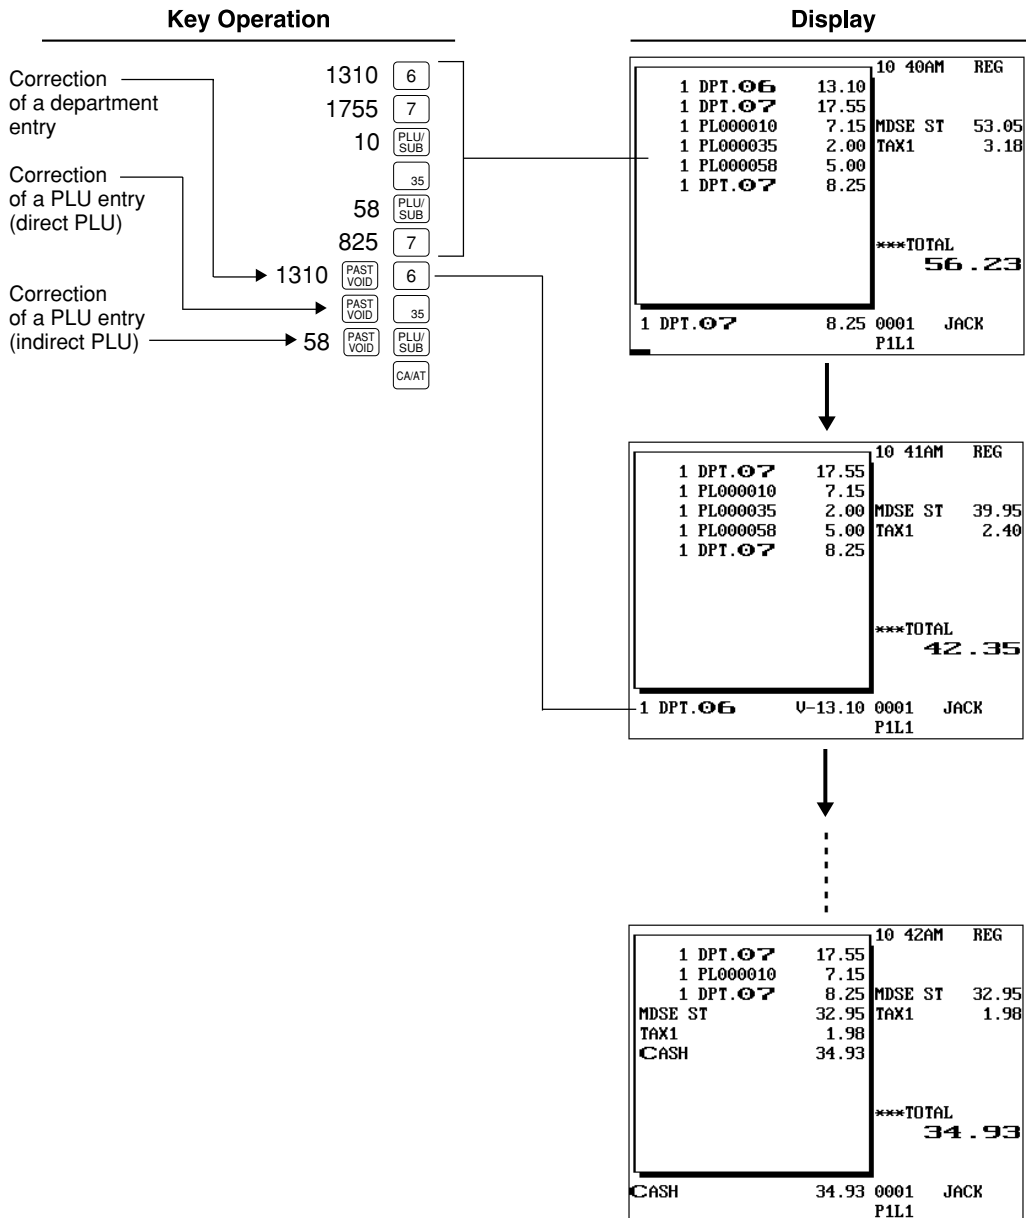 Key Operation
Display
Correction
of a department
entry
Correction
of a PLU entry
(direct PLU)
Correction
of a PLU entry
(indirect PLU)
1310 6
1755 7
10 PLU/SUB
35
58 PLU/SUB
825 7
1310 PAST VOID 6
PAST VOID 35
58 PAST VOID PLU/SUB
CA/AT
10 40AM REG
1 DPT.06 13.10
1 DPT.07 17.55
1 PL000010 7.15 MDSE ST 53.05
1 PL000035 2.00 TAX1 3.18
1 PL000058 5.00
1 DPT.07 8.25
***TOTAL
56.23
1 DPT.07 8.25 0001 JACK
P1L1
10 41AM REG
1 DPT.07 17.55
1 PL000010 7.15
1 PL000035 2.00 MDSE ST 39.95
1 PL000058 5.00 TAX1 2.40
1 DPT.07 8.25
***TOTAL
42.35
1 DPT.06 V-13.10 0001 JACK
P1L1
10 42AM REG
1 DPT.07 17.55
1 PL000010 7.15
1 DPT.07 8.25 MDSE ST 32.95
MDSE ST 32.95 TAX1 1.98
TAX1 1.98
CASH 34.93
***TOTAL
34.93
CASH 34.93 0001 JACK
P1L1